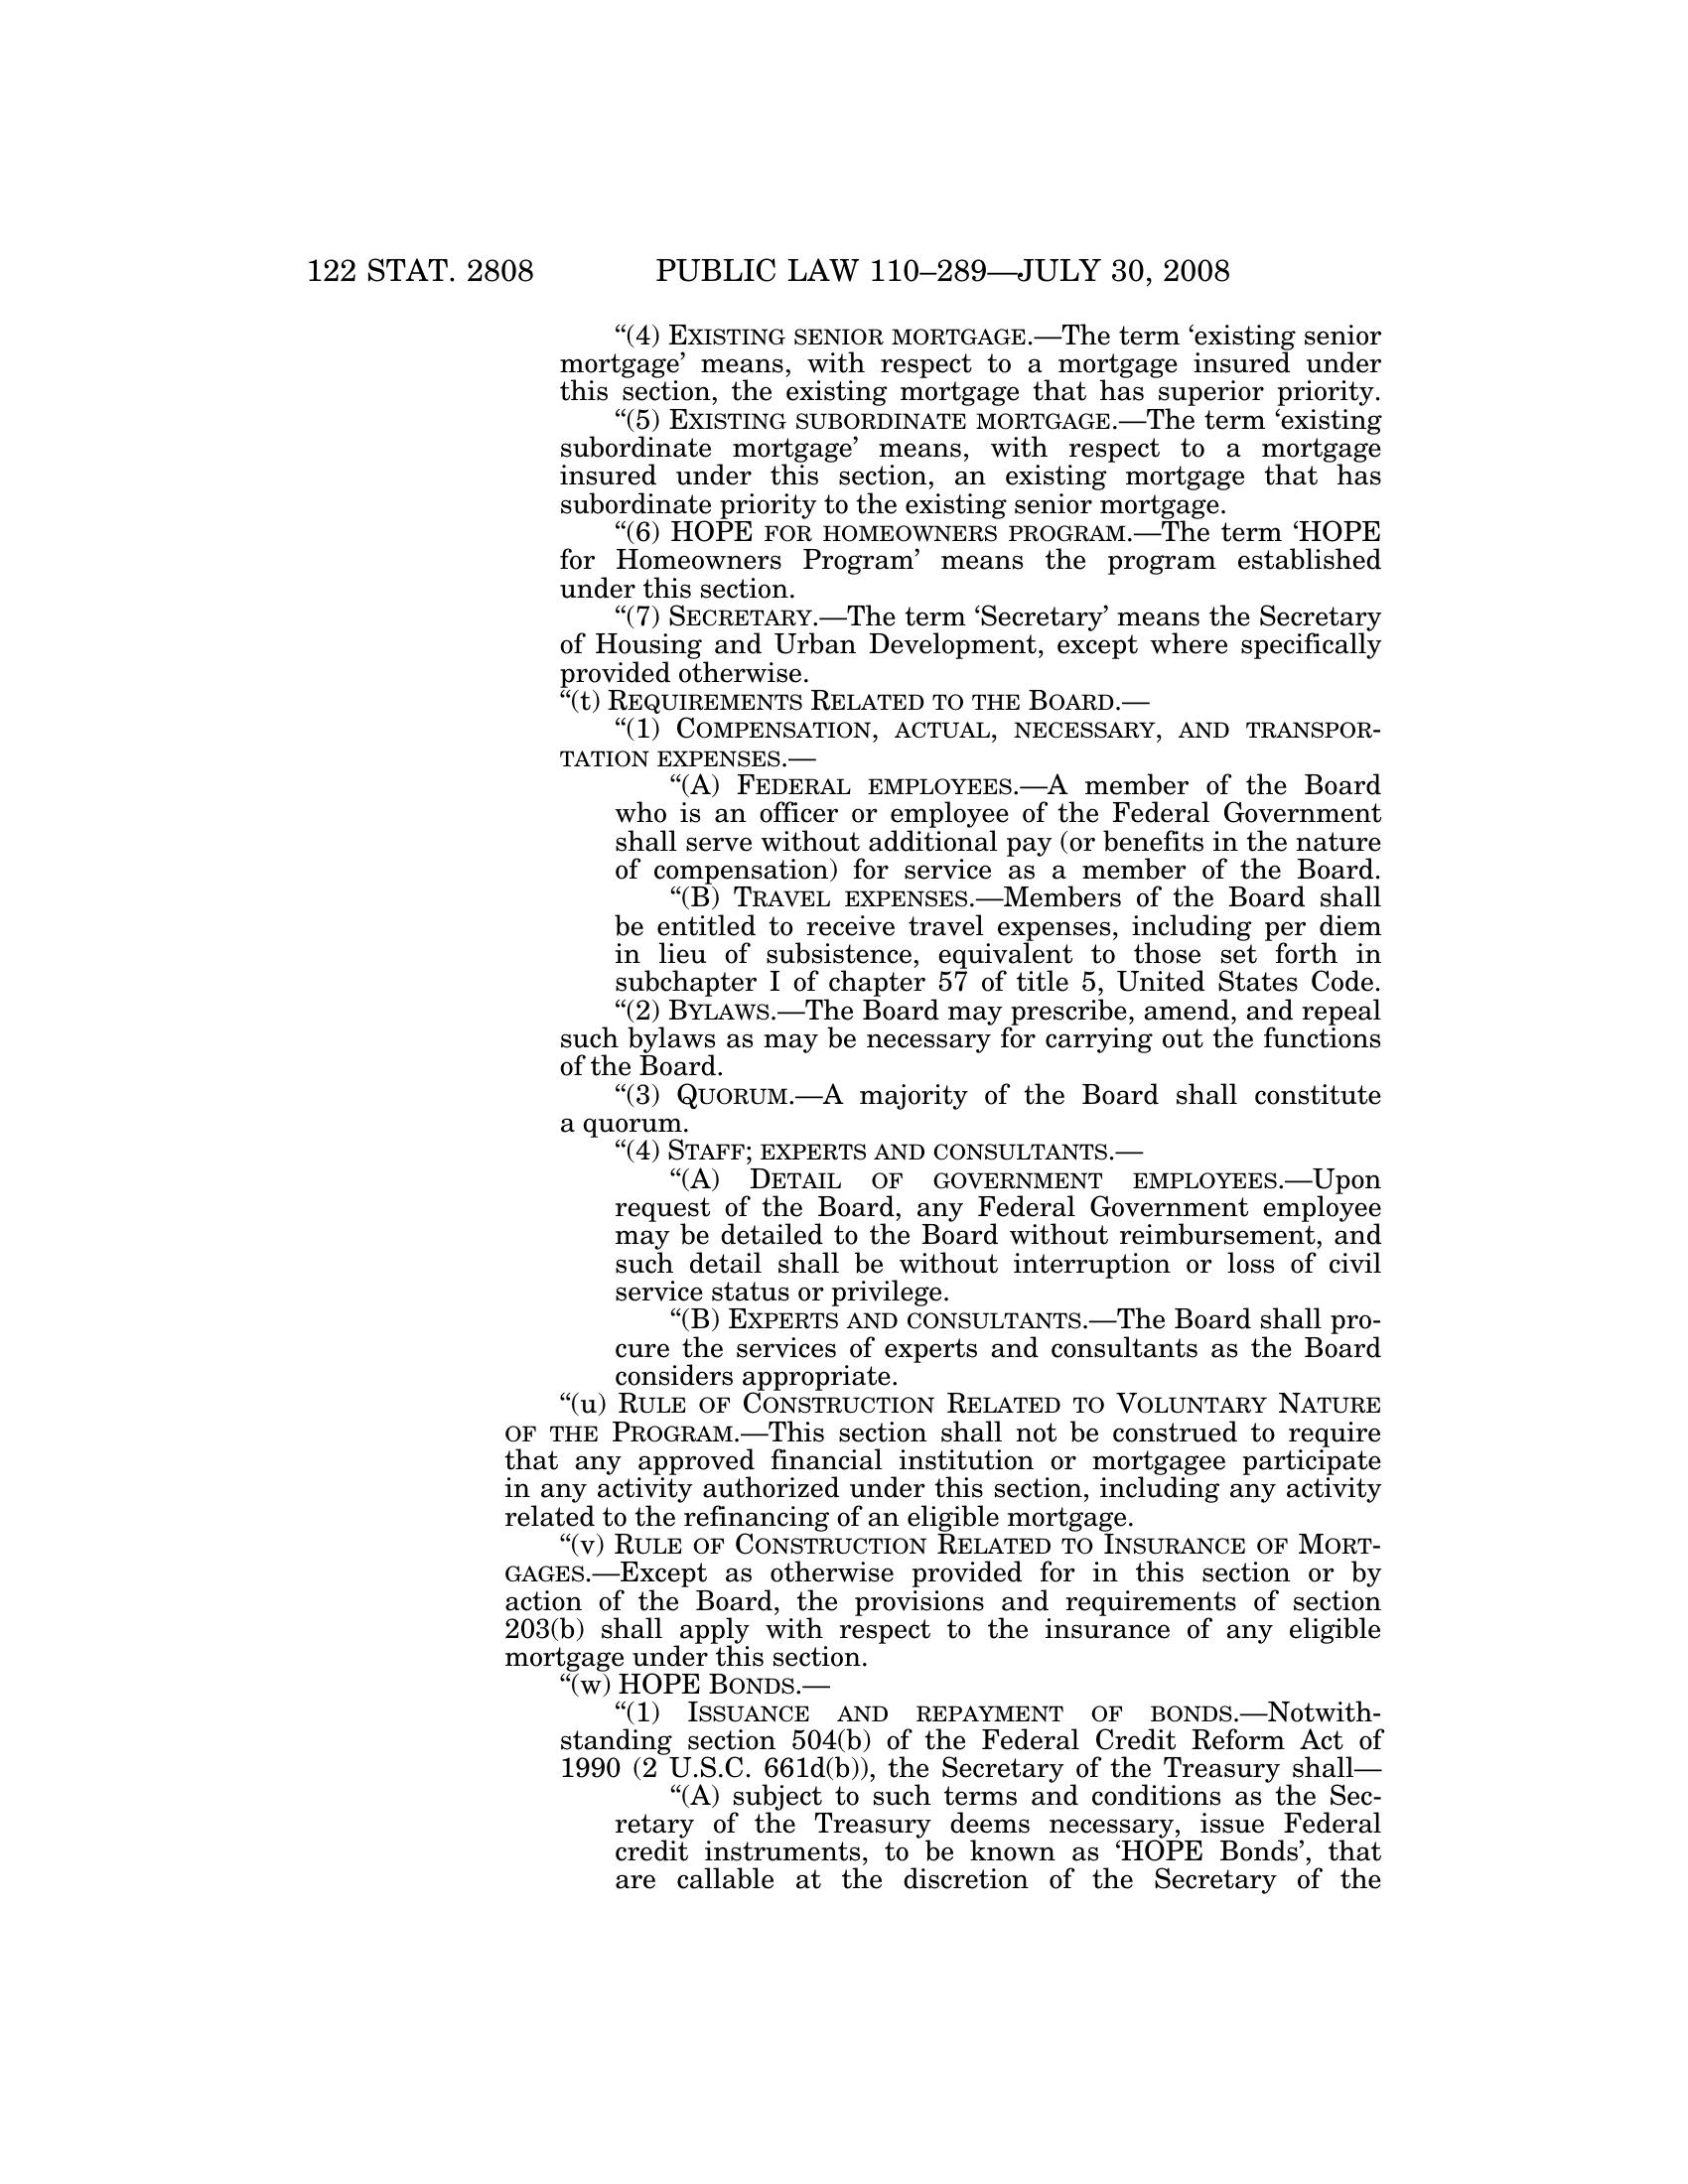 122 STAT. 2808 PUBLIC LAW 110–289—JULY 30, 2008
“(4) EXISTING SENIOR MORTGAGE.—The term ‘existing senior
mortgage’ means, with respect to a mortgage insured under
this section, the existing mortgage that has superior priority.
“(5) EXISTING SUBORDINATE MORTGAGE.—The term ‘existing
subordinate mortgage’ means, with respect to a mortgage
insured under this section, an existing mortgage that has
subordinate priority to the existing senior mortgage.
“(6) HOPE FOR HOMEOWNERS PROGRAM.—The term ‘HOPE
for Homeowners Program’ means the program established
under this section.
“(7) SECRETARY.—The term ‘Secretary’ means the Secretary
of Housing and Urban Development, except where specifically
provided otherwise.
“(t) REQUIREMENTS RELATED TO THE BOARD.—
“(1) COMPENSATION, ACTUAL, NECESSARY, AND TRANSPOR-
TATION EXPENSES.—
“(A) FEDERAL EMPLOYEES.—A member of the Board
who is an officer or employee of the Federal Government
shall serve without additional pay (or benefits in the nature
of compensation) for service as a member of the Board.
“(B) TRAVEL EXPENSES.—Members of the Board shall
be entitled to receive travel expenses, including per diem
in lieu of subsistence, equivalent to those set forth in
subchapter I of chapter 57 of title 5, United States Code.
“(2) BYLAWS.—The Board may prescribe, amend, and repeal
such bylaws as may be necessary for carrying out the functions
of the Board.
“(3) QUORUM.—A majority of the Board shall constitute
a quorum.
“(4) STAFF; EXPERTS AND CONSULTANTS.—
“(A) DETAIL OF GOVERNMENT EMPLOYEES.—Upon
request of the Board, any Federal Government employee
may be detailed to the Board without reimbursement, and
such detail shall be without interruption or loss of civil
service status or privilege.
“(B) EXPERTS AND CONSULTANTS.—The Board shall pro-
cure the services of experts and consultants as the Board
considers appropriate.
“(u) RULE OF CONSTRUCTION RELATED TO VOLUNTARY NATURE
OF THE PROGRAM.—This section shall not be construed to require
that any approved financial institution or mortgagee participate
in any activity authorized under this section, including any activity
related to the refinancing of an eligible mortgage.
“(v) RULE OF CONSTRUCTION RELATED TO INSURANCE OF MORT-
GAGES.—Except as otherwise provided for in this section or by
action of the Board, the provisions and requirements of section
203(b) shall apply with respect to the insurance of any eligible
mortgage under this section.
“(w) HOPE BONDS.—
“(1) ISSUANCE AND REPAYMENT OF BONDS.—Notwith-
standing section 504(b) of the Federal Credit Reform Act of
1990 (2 U.S.C. 661d(b)), the Secretary of the Treasury shall—
“(A) subject to such terms and conditions as the Sec-
retary of the Treasury deems necessary, issue Federal
credit instruments, to be known as ‘HOPE Bonds’, that
are callable at the discretion of the Secretary of the